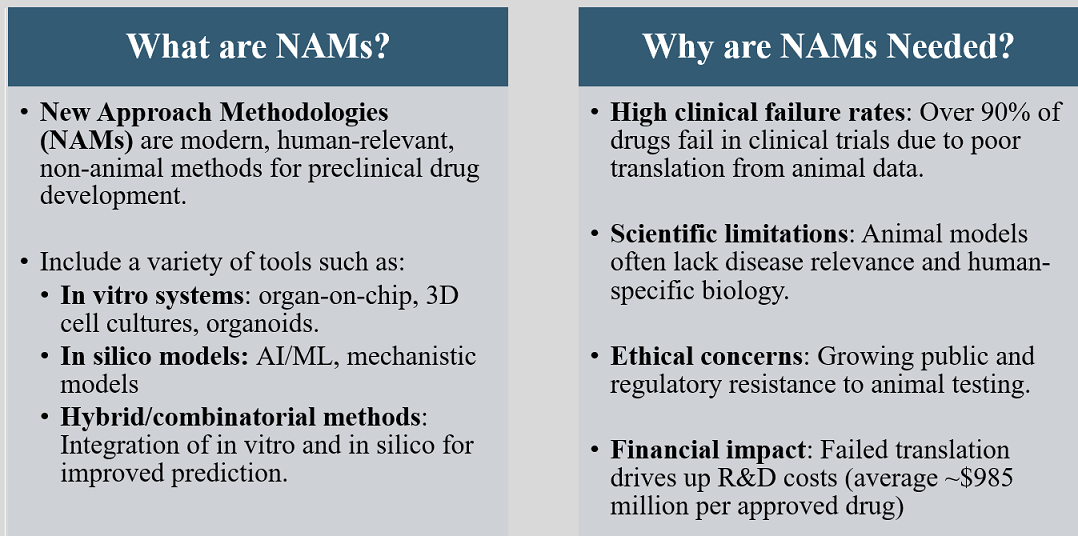 What are NAMs?
• New Approach Methodologies
(NAMs) are modern, human-relevant,
non-animal methods for preclinical drug
development.
• Include a variety of tools such as:
• In vitro systems: organ-on-chip, 3D
cell cultures, organoids.
• In silico models: AI/ML, mechanistic
models
• Hybrid/combinatorial methods:
Integration of in vitro and in silico for
improved prediction.
Why are NAMs Needed?
• High clinical failure rates: Over 90% of
drugs fail in clinical trials due to poor
translation from animal data.
• Scientific limitations: Animal models
often lack disease relevance and human-
specific biology.
• Ethical concerns: Growing public and
regulatory resistance to animal testing.
• Financial impact: Failed translation
drives up R&D costs (average ~$985
million per approved drug)